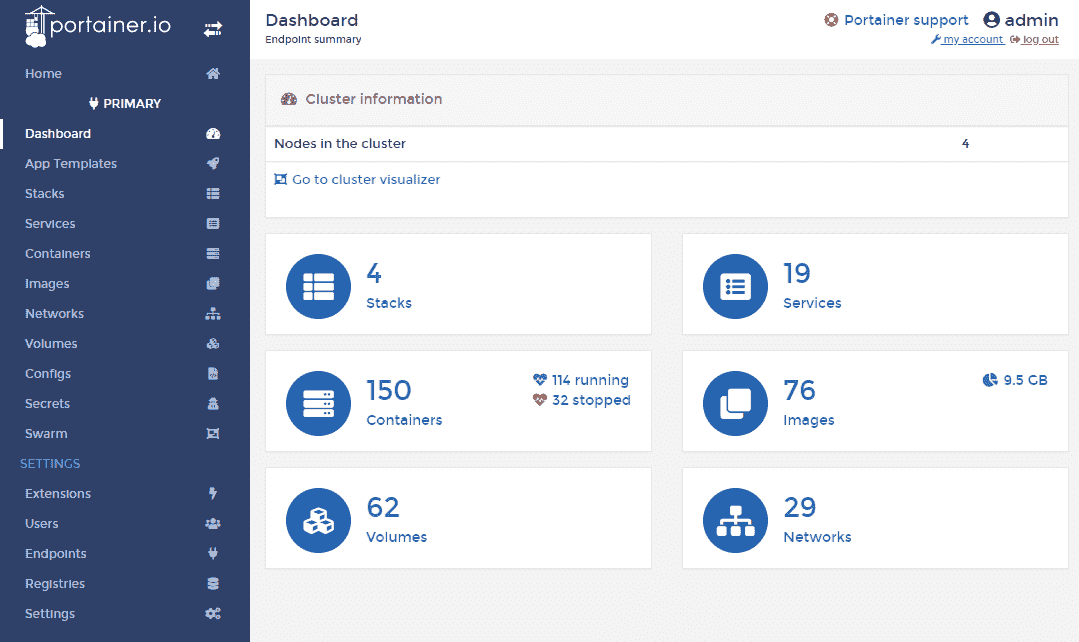 portainer.io
Home
PRIMARY
Dashboard
App Templates
Stacks
Services
Containers
Images
Networks
Volumes
Configs
Secrets
Swarm
SETTINGS
Extensions
Users
Endpoints
Registries
Settings
Dashboard
Endpoint summary
Portainer support admin
my account log out
Cluster information
Nodes in the cluster 4
Go to cluster visualizer
4
Stacks
19
Services
150
Containers
114 running
32 stopped
76
Images
9.5 GB
62
Volumes
29
Networks